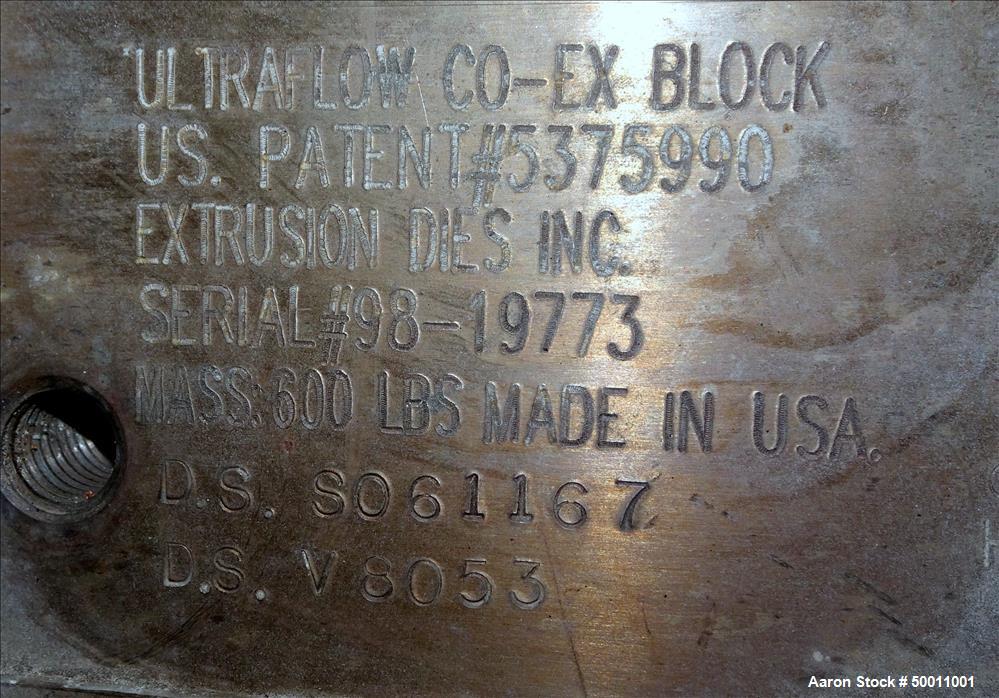 ULTRAFLOW CO-EX BLOCK
US. PATENT#5375990
EXTRUSION DIES INC.
SERIAL#98-19773
MASS: 600 LBS MADE IN USA.
D.S. SO61167
D.S. V8053
Aaron Stock # 50011001